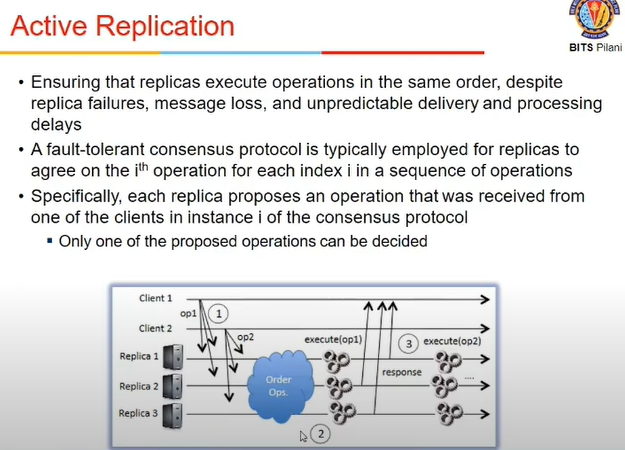 Active Replication
BITS Pilani
• Ensuring that replicas execute operations in the same order, despite
replica failures, message loss, and unpredictable delivery and processing
delays
• A fault-tolerant consensus protocol is typically employed for replicas to
agree on the ith operation for each index i in a sequence of operations
• Specifically, each replica proposes an operation that was received from
one of the clients in instance i of the consensus protocol
▪ Only one of the proposed operations can be decided
Client 1
op1
1
Client 2
op2
execute(op1)
3
execute(op2)
Replica 1
response
Order
Ops.
Replica 2
....
Replica 3
2